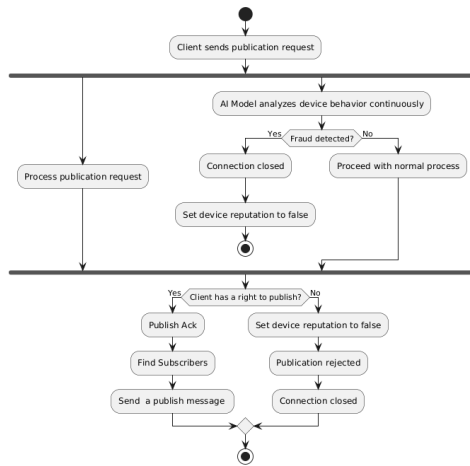 Client sends publication request
AI Model analyzes device behavior continuously
Yes
Fraud detected?
No
Process publication request
Connection closed
Proceed with normal process
Set device reputation to false
Yes
Client has a right to publish?
No
Publish Ack
Set device reputation to false
Find Subscribers
Publication rejected
Send a publish message
Connection closed